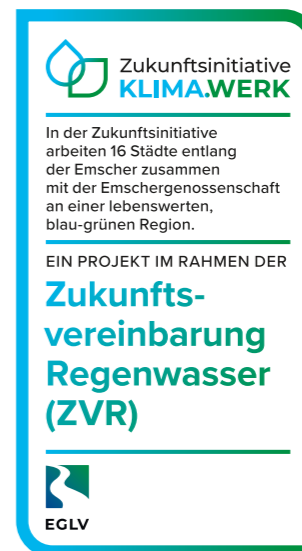 Zukunftsinitiative
KLIMA.WERK
In der Zukunftsinitiative
arbeiten 16 Städte entlang
der Emscher zusammen
mit der Emschergenossenschaft
an einer lebenswerten,
blau-grünen Region.
EIN PROJEKT IM RAHMEN DER
Zukunfts-
vereinbarung
Regenwasser
(ZVR)
EGLV